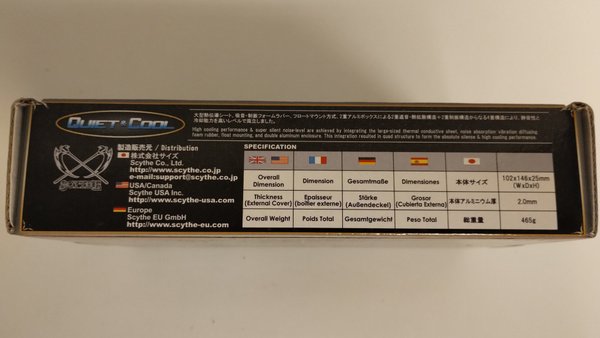 QUIET & COOL
大型熱伝導シート、吸音・制振フォームラバー、フロートマウント方式、2重アルミボックスによる2重遮音・熱拡散構造+2重制振構造からなる4重構造により、静音性と
冷却能力を高いレベルで両立しました。
High cooling performance & super silent noise-level are achieved by integrating the large-sized thermal conductive sheet, noise absorption vibration diffusing
foam rubber, float mounting, and double aluminum enclosure. This integration resulted in quad structure to form the absolute silence & high cooling performance.
製造販売元 / Distribution
株式会社サイズ
Scythe Co., Ltd.
http://www.scythe.co.jp
e-mail:support@scythe.co.jp
USA/Canada
Scythe USA Inc.
http://www.scythe-usa.com
Europe
Scythe EU GmbH
http://www.scythe-eu.com
SCYTHE
SPECIFICATION
Overall Dimension Dimension Gesamtmaße Dimensiones 本体サイズ 102x146x25mm (WxDxH)
Thickness (External Cover) Epaisseur (boitier externe) Stärke (Außendeckel) Grosor (Cubierta Externa) 本体アルミニウム厚 2.0mm
Overall Weight Poids Total Gesamtgewicht Peso Total 総重量 465g